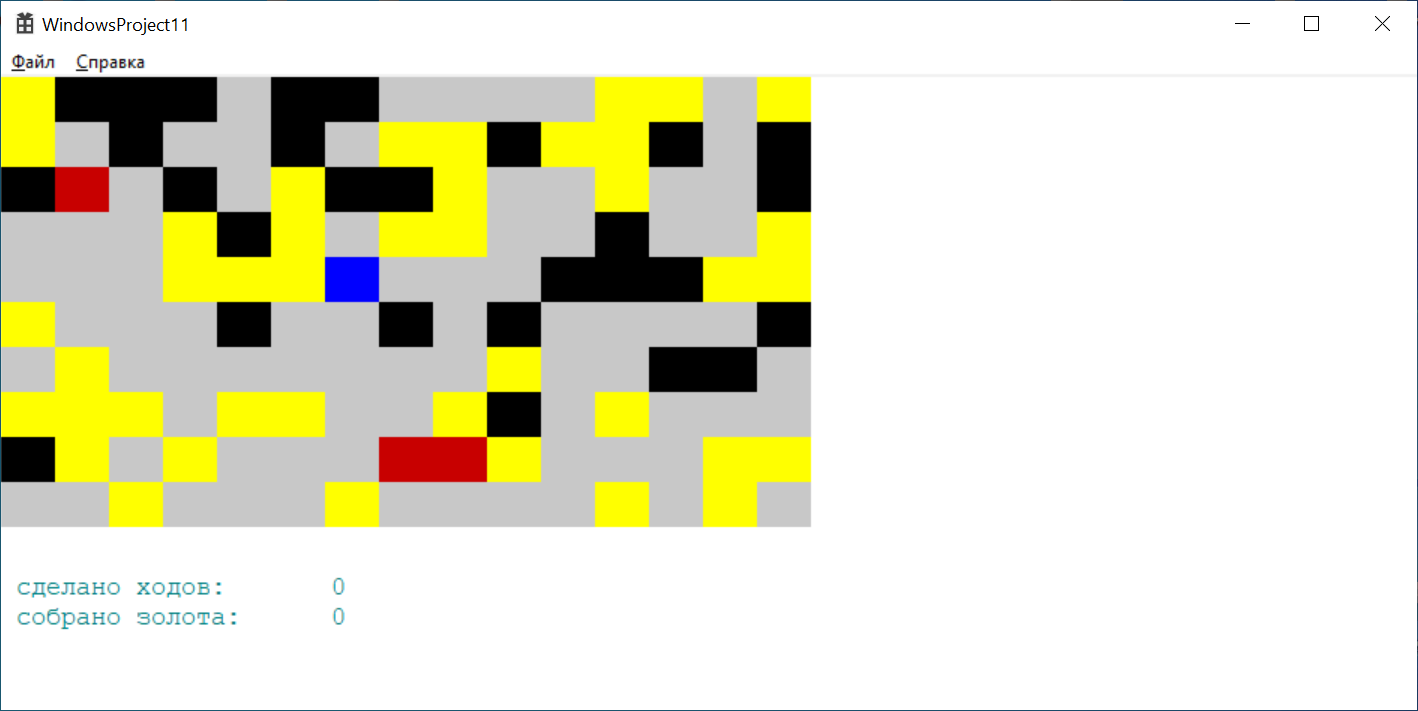 WindowsProject11
Файл Справка
сделано ходов: 0
собрано золота: 0